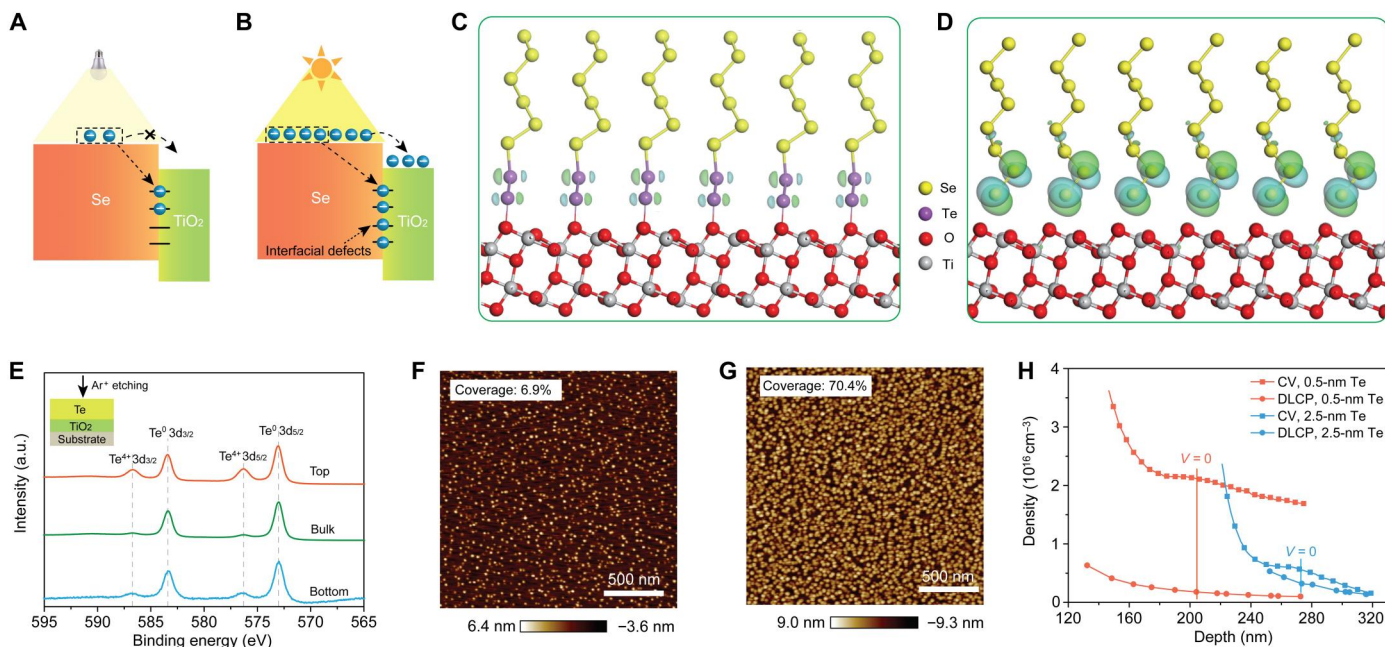 A
Se
TiO₂
B
Se
TiO₂
Interfacial defects
C
Se
Te
O
Ti
D
E
Ar⁺ etching
Te
TiO₂
Substrate
Te⁴⁺ 3d₃/₂
Te⁰ 3d₃/₂
Te⁴⁺ 3d₅/₂
Te⁰ 3d₅/₂
Top
Bulk
Bottom
Intensity (a.u.)
595 590 585 580 575 570 565
Binding energy (eV)
F
Coverage: 6.9%
500 nm
6.4 nm −3.6 nm
G
Coverage: 70.4%
500 nm
9.0 nm −9.3 nm
H
CV, 0.5-nm Te
DLCP, 0.5-nm Te
CV, 2.5-nm Te
DLCP, 2.5-nm Te
V = 0
V = 0
Density (10¹⁶ cm⁻³)
4
3
2
1
0
120 160 200 240 280 320
Depth (nm)